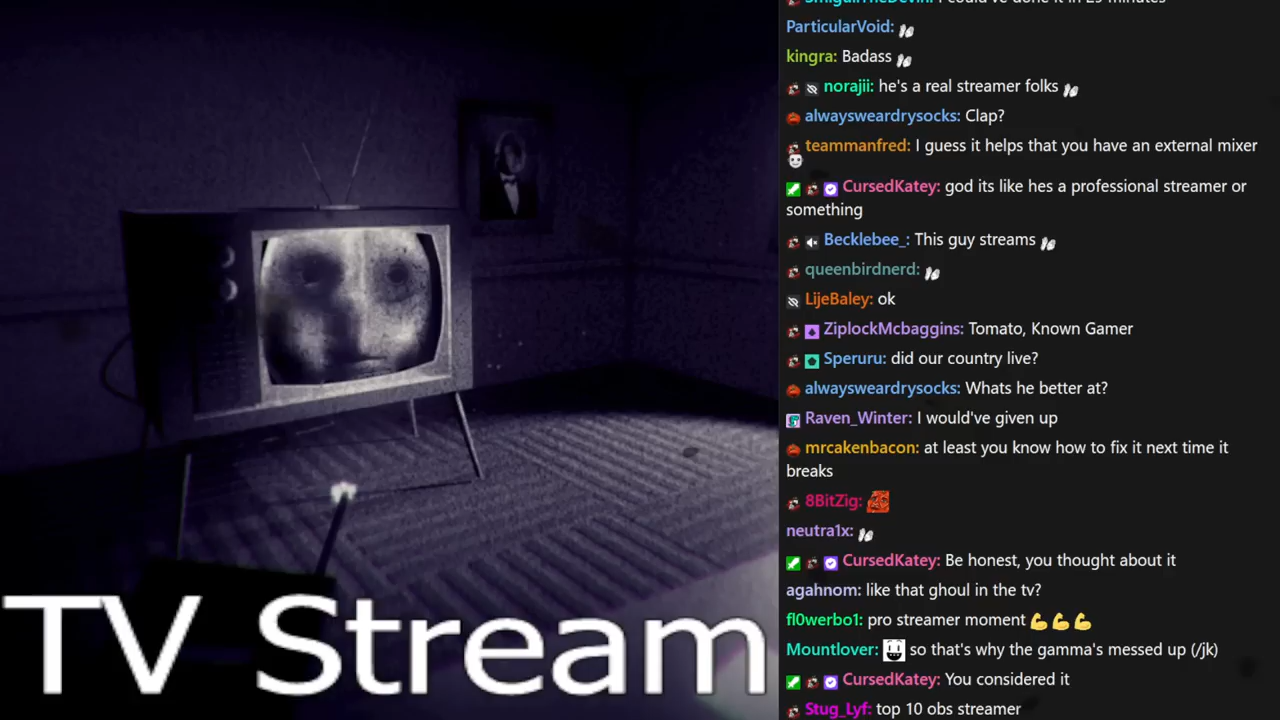 ParticularVoid:
kingra: Badass
norajii: he's a real streamer folks
alwaysweardrysocks: Clap?
teammanfred: I guess it helps that you have an external mixer
CursedKatey: god its like hes a professional streamer or
something
Becklebee_: This guy streams
queenbirdnerd:
LijeBaley: ok
ZiplockMcbaggins: Tomato, Known Gamer
Speruru: did our country live?
alwaysweardrysocks: Whats he better at?
Raven_Winter: I would've given up
mrcakenbacon: at least you know how to fix it next time it
breaks
8BitZig:
neutra1x:
CursedKatey: Be honest, you thought about it
agahnom: like that ghoul in the tv?
fl0werbo1: pro streamer moment 💪💪💪
Mountlover: so that's why the gamma's messed up (/jk)
CursedKatey: You considered it
Stug_Lyf: top 10 obs streamer
TV Stream